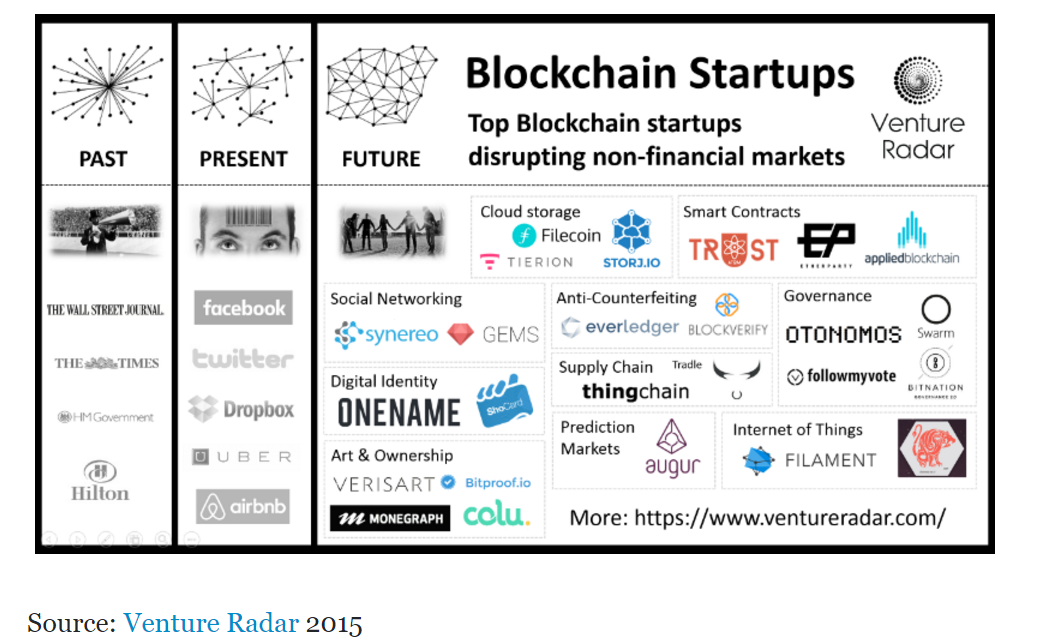 PAST
PRESENT
FUTURE
Blockchain Startups
Top Blockchain startups
disrupting non-financial markets
Venture
Radar
THE WALL STREET JOURNAL.
THE TIMES
HM Government
Hilton
facebook
twitter
Dropbox
UBER
airbnb
Cloud storage
Filecoin
TIERION
STORJ.IO
Smart Contracts
TRUST
EP
ETHERPARTY
appliedblockchain
Social Networking
synereo
GEMS
Anti-Counterfeiting
everledger
BLOCKVERIFY
Governance
OTONOMOS
Swarm
followmyvote
BITNATION
GOVERNANCE 2.0
Digital Identity
ONENAME
ShoCard
Supply Chain
Tradle
thingchain
Art & Ownership
VERISART
Bitproof.io
MONEGRAPH
colu.
Prediction
Markets
augur
Internet of Things
FILAMENT
More: https://www.ventureradar.com/
Source: Venture Radar 2015